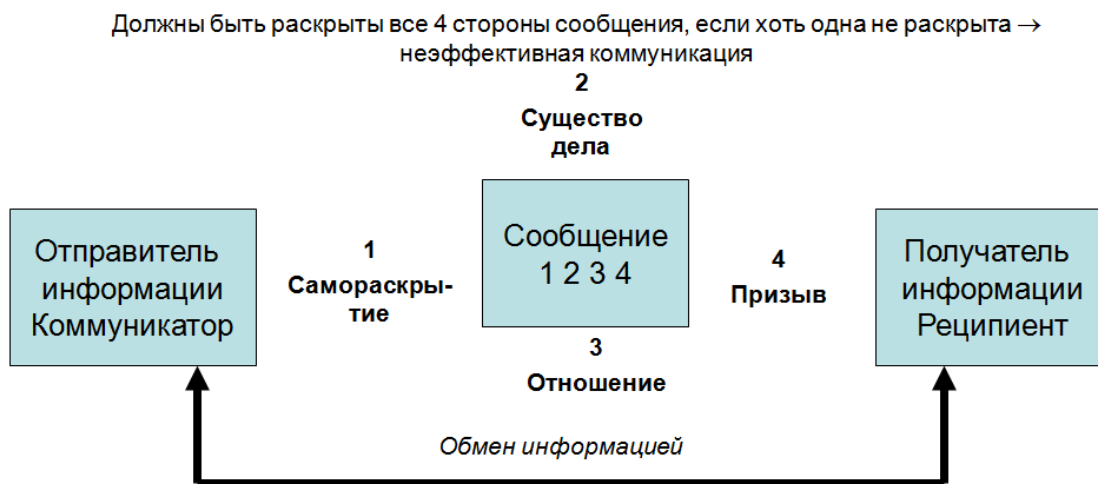 Должны быть раскрыты все 4 стороны сообщения, если хоть одна не раскрыта →
неэффективная коммуникация
2
Существо
дела
Отправитель
информации
Коммуникатор
1
Самораскры-
тие
Сообщение
1 2 3 4
4
Призыв
Получатель
информации
Реципиент
3
Отношение
Обмен информацией